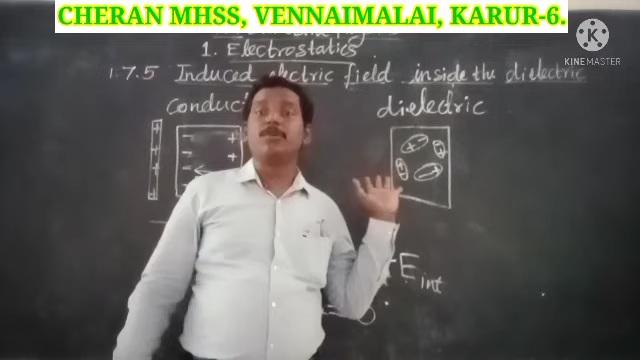 CHERAN MHSS, VENNAIMALAI, KARUR-6.
1. Electrostatics
1.7.5 Induced electric field inside the dielectric
dielectric
+ -
+ -
+ -
E int
KINEMASTER